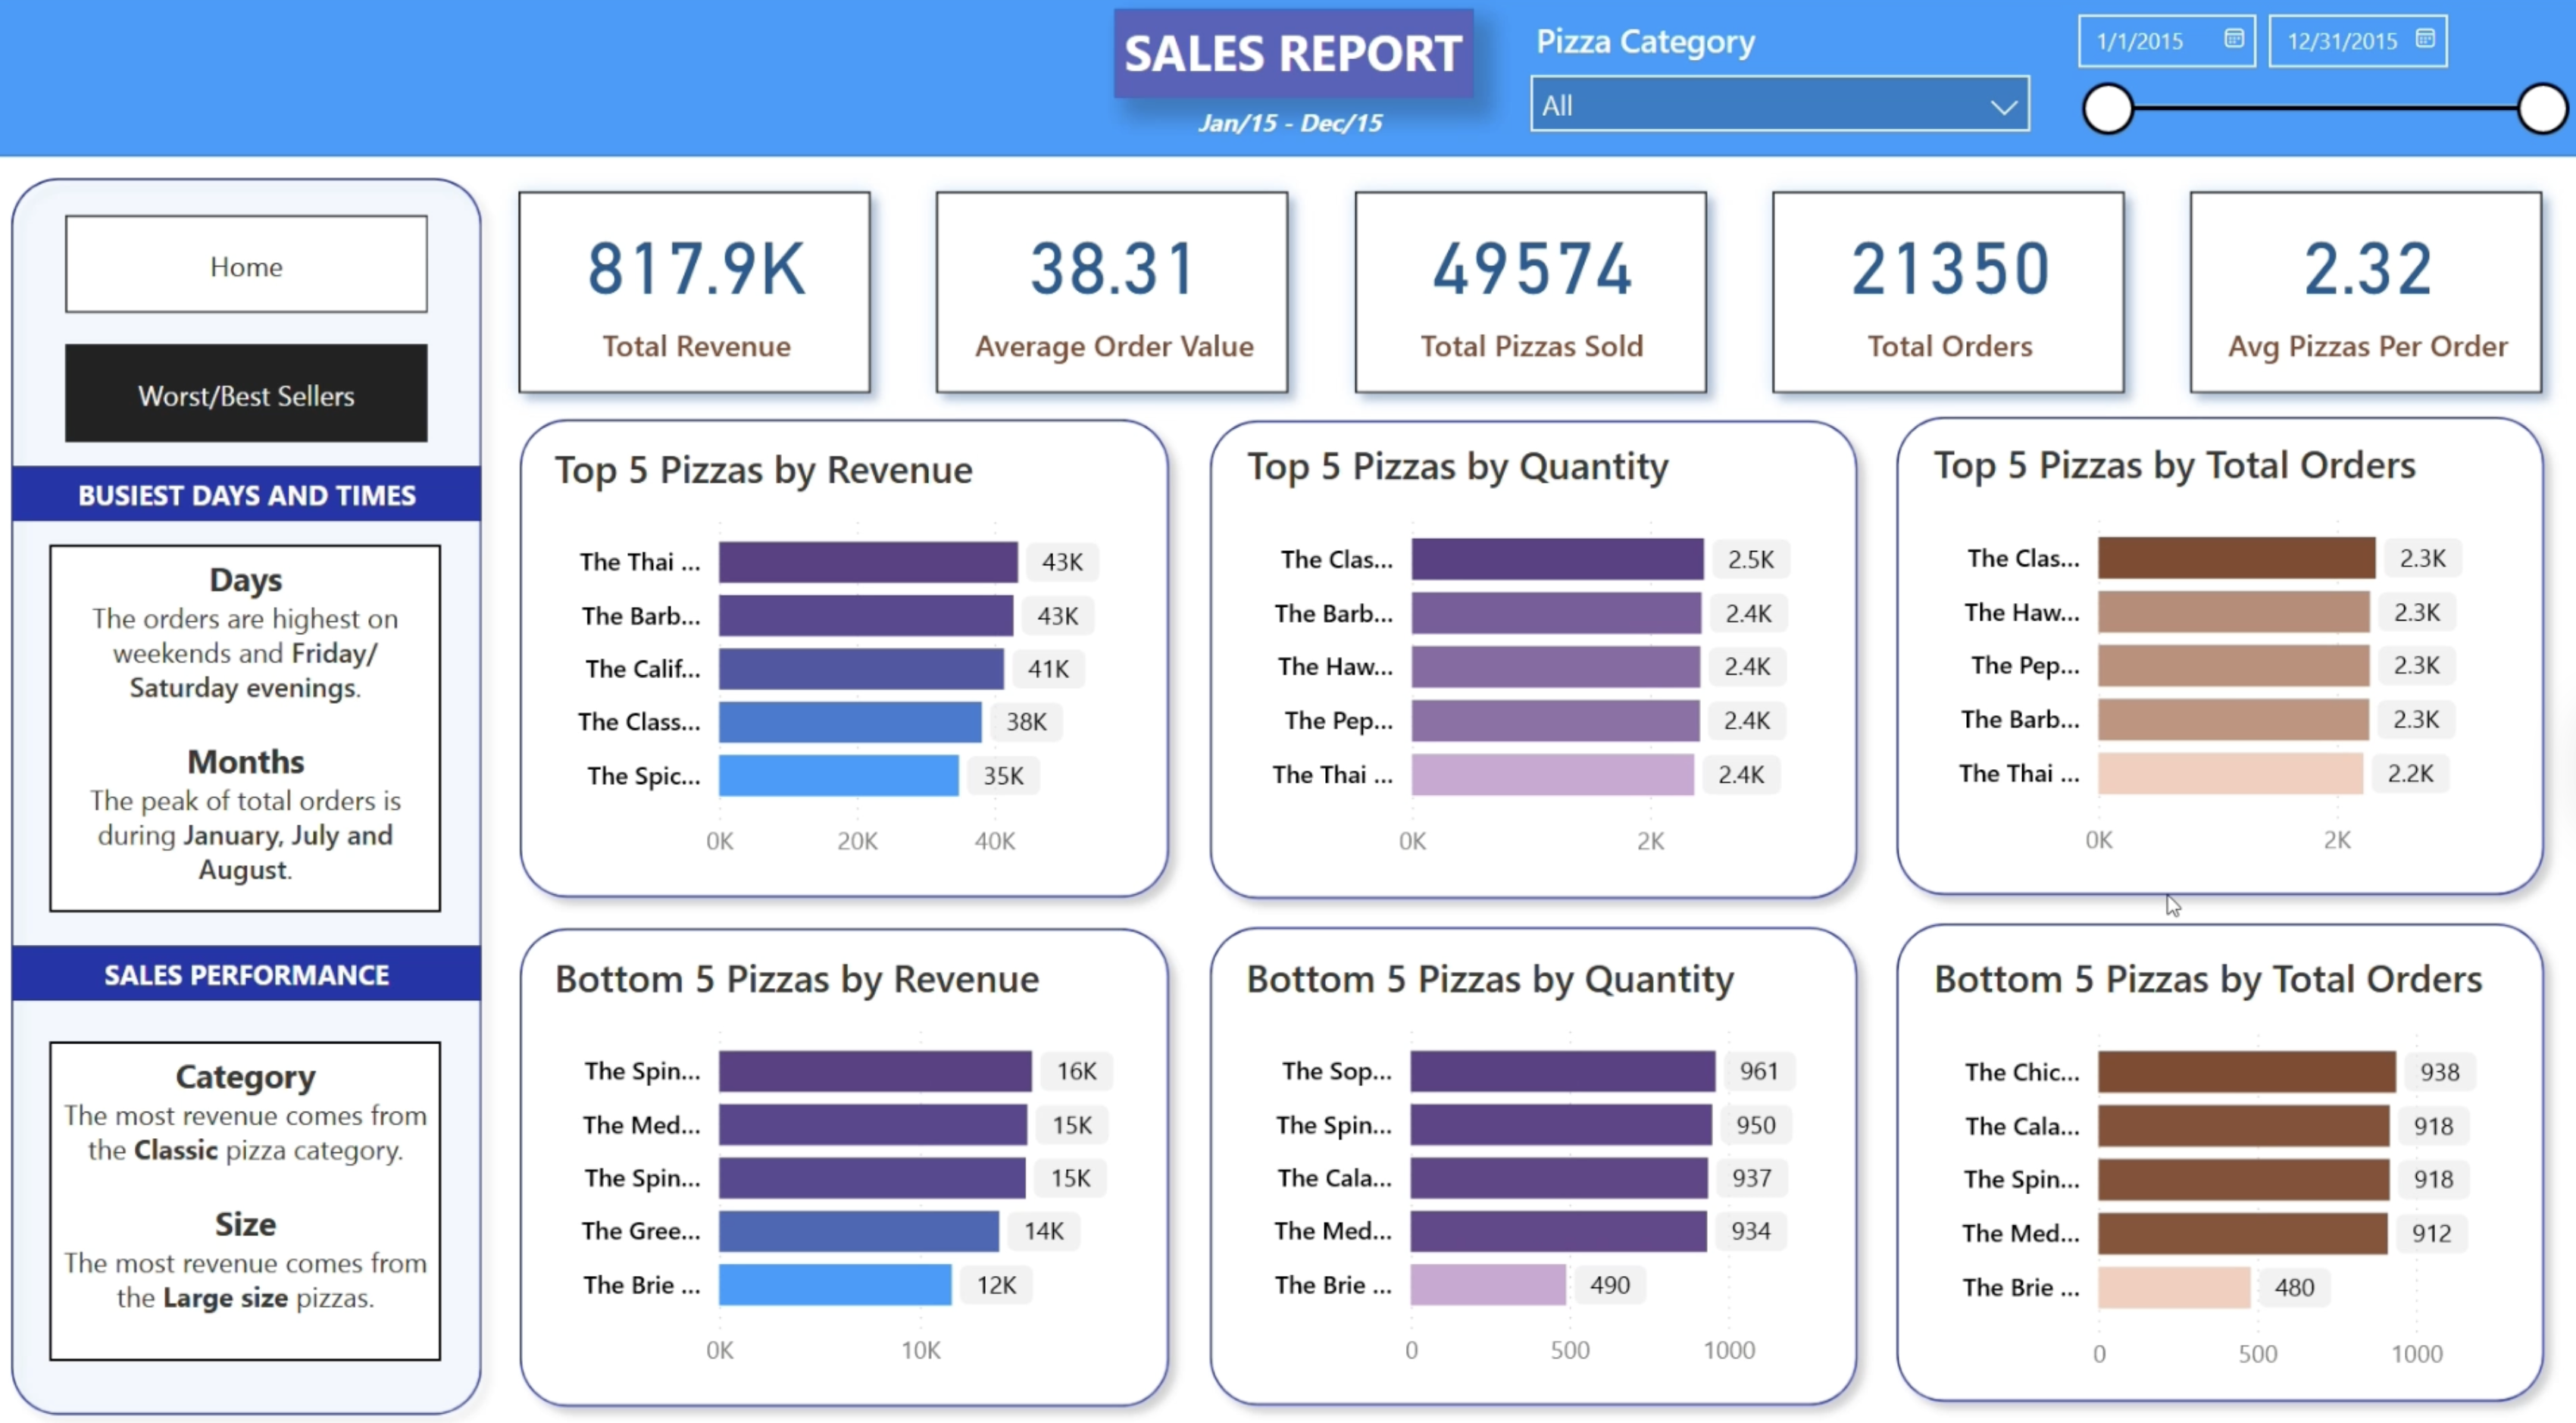 SALES REPORT
Jan/15 - Dec/15
Pizza Category
All
1/1/2015
12/31/2015
Home
Worst/Best Sellers
BUSIEST DAYS AND TIMES
Days
The orders are highest on
weekends and Friday/
Saturday evenings.
Months
The peak of total orders is
during January, July and
August.
SALES PERFORMANCE
Category
The most revenue comes from
the Classic pizza category.
Size
The most revenue comes from
the Large size pizzas.
817.9K
Total Revenue
38.31
Average Order Value
49574
Total Pizzas Sold
21350
Total Orders
2.32
Avg Pizzas Per Order
Top 5 Pizzas by Revenue
The Thai ... 43K
The Barb... 43K
The Calif... 41K
The Class... 38K
The Spic... 35K
0K 20K 40K
Top 5 Pizzas by Quantity
The Clas... 2.5K
The Barb... 2.4K
The Haw... 2.4K
The Pep... 2.4K
The Thai ... 2.4K
0K 2K
Top 5 Pizzas by Total Orders
The Clas... 2.3K
The Haw... 2.3K
The Pep... 2.3K
The Barb... 2.3K
The Thai ... 2.2K
0K 2K
Bottom 5 Pizzas by Revenue
The Spin... 16K
The Med... 15K
The Spin... 15K
The Gree... 14K
The Brie ... 12K
0K 10K
Bottom 5 Pizzas by Quantity
The Sop... 961
The Spin... 950
The Cala... 937
The Med... 934
The Brie ... 490
0 500 1000
Bottom 5 Pizzas by Total Orders
The Chic... 938
The Cala... 918
The Spin... 918
The Med... 912
The Brie ... 480
0 500 1000